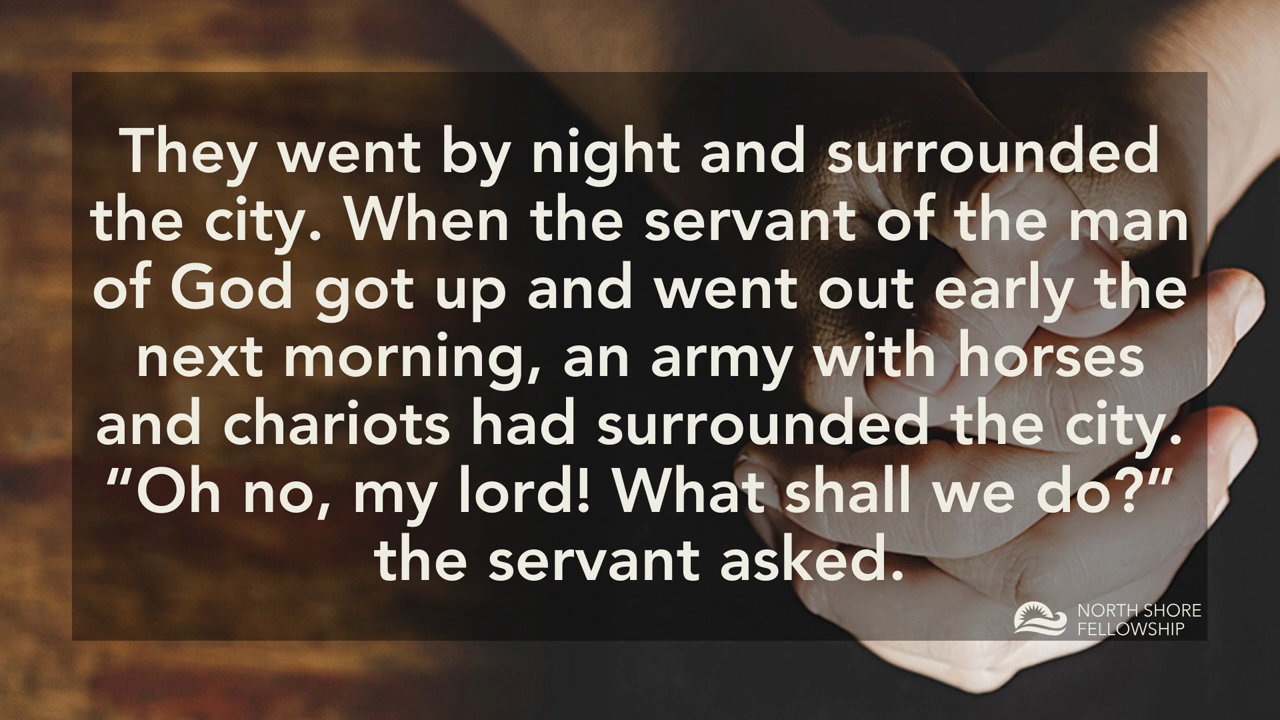 They went by night and surrounded
the city. When the servant of the man
of God got up and went out early the
next morning, an army with horses
and chariots had surrounded the city.
“Oh no, my lord! What shall we do?”
the servant asked.
NORTH SHORE
FELLOWSHIP